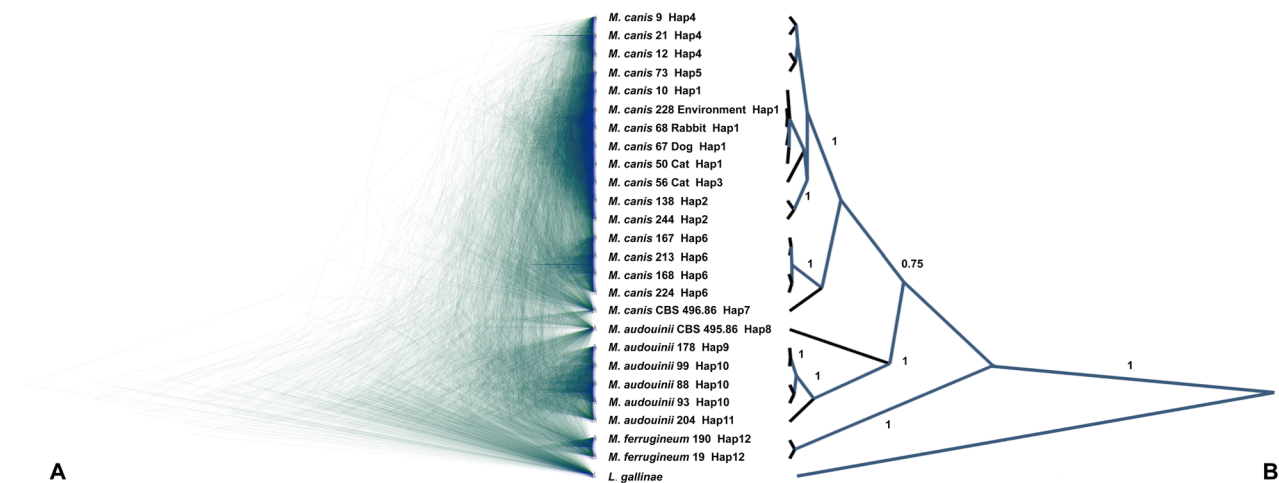 M. canis 9 Hap4
M. canis 21 Hap4
M. canis 12 Hap4
M. canis 73 Hap5
M. canis 10 Hap1
M. canis 228 Environment Hap1
M. canis 68 Rabbit Hap1
1
M. canis 67 Dog Hap1
M. canis 50 Cat Hap1
M. canis 56 Cat Hap3
1
M. canis 138 Hap2
M. canis 244 Hap2
M. canis 167 Hap6
M. canis 213 Hap6
1
0.75
M. canis 168 Hap6
M. canis 224 Hap6
M. canis CBS 496.86 Hap7
M. audouinii CBS 495.86 Hap8
M. audouinii 178 Hap9
1
M. audouinii 99 Hap10
1
1
1
M. audouinii 88 Hap10
M. audouinii 93 Hap10
M. audouinii 204 Hap11
1
M. ferrugineum 190 Hap12
M. ferrugineum 19 Hap12
L. gallinae
A
B